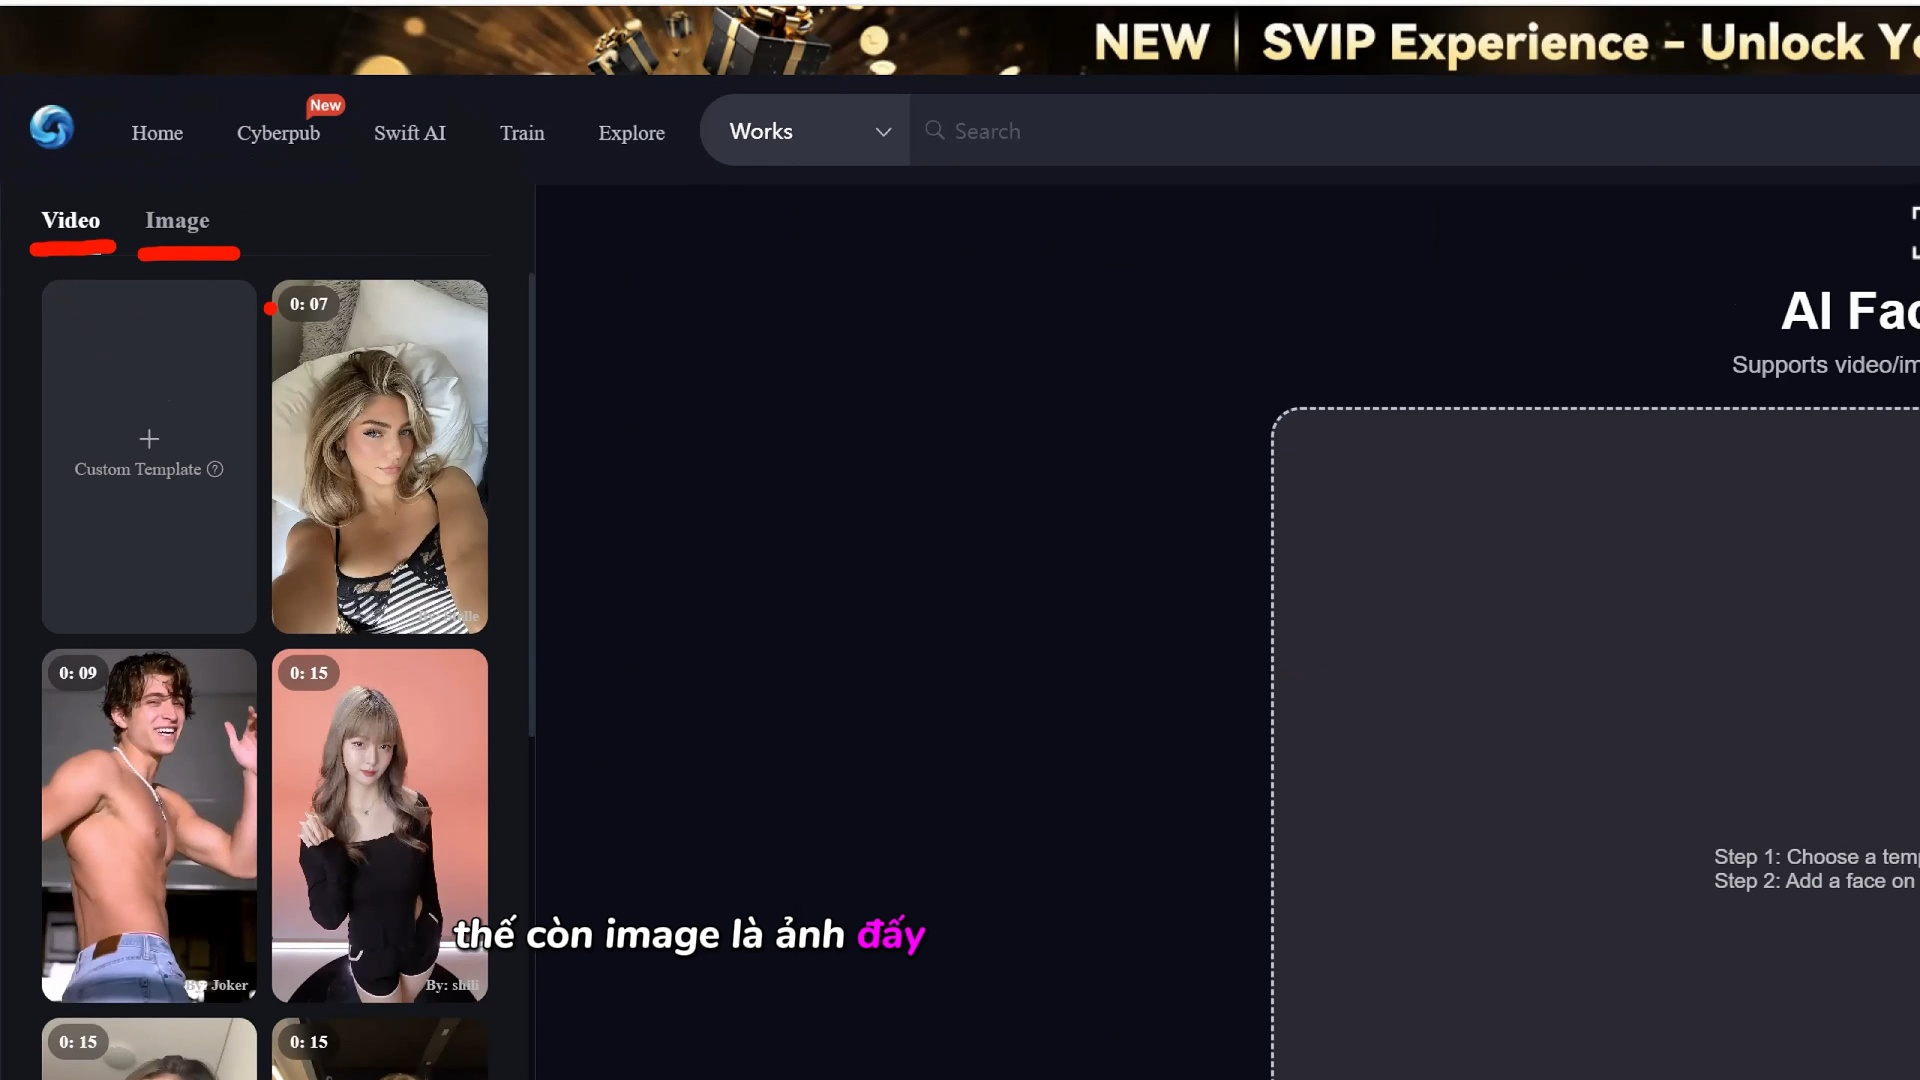 NEW | SVIP Experience – Unlock Yo
Home
Cyberpub
New
Swift AI
Train
Explore
Works
Search
Video
Image
Custom Template
0: 07
0: 09
By: Joker
0: 15
By: shili
0: 15
0: 15
AI Fac
Supports video/im
Step 1: Choose a temp
Step 2: Add a face on
thế còn image là ảnh đấy